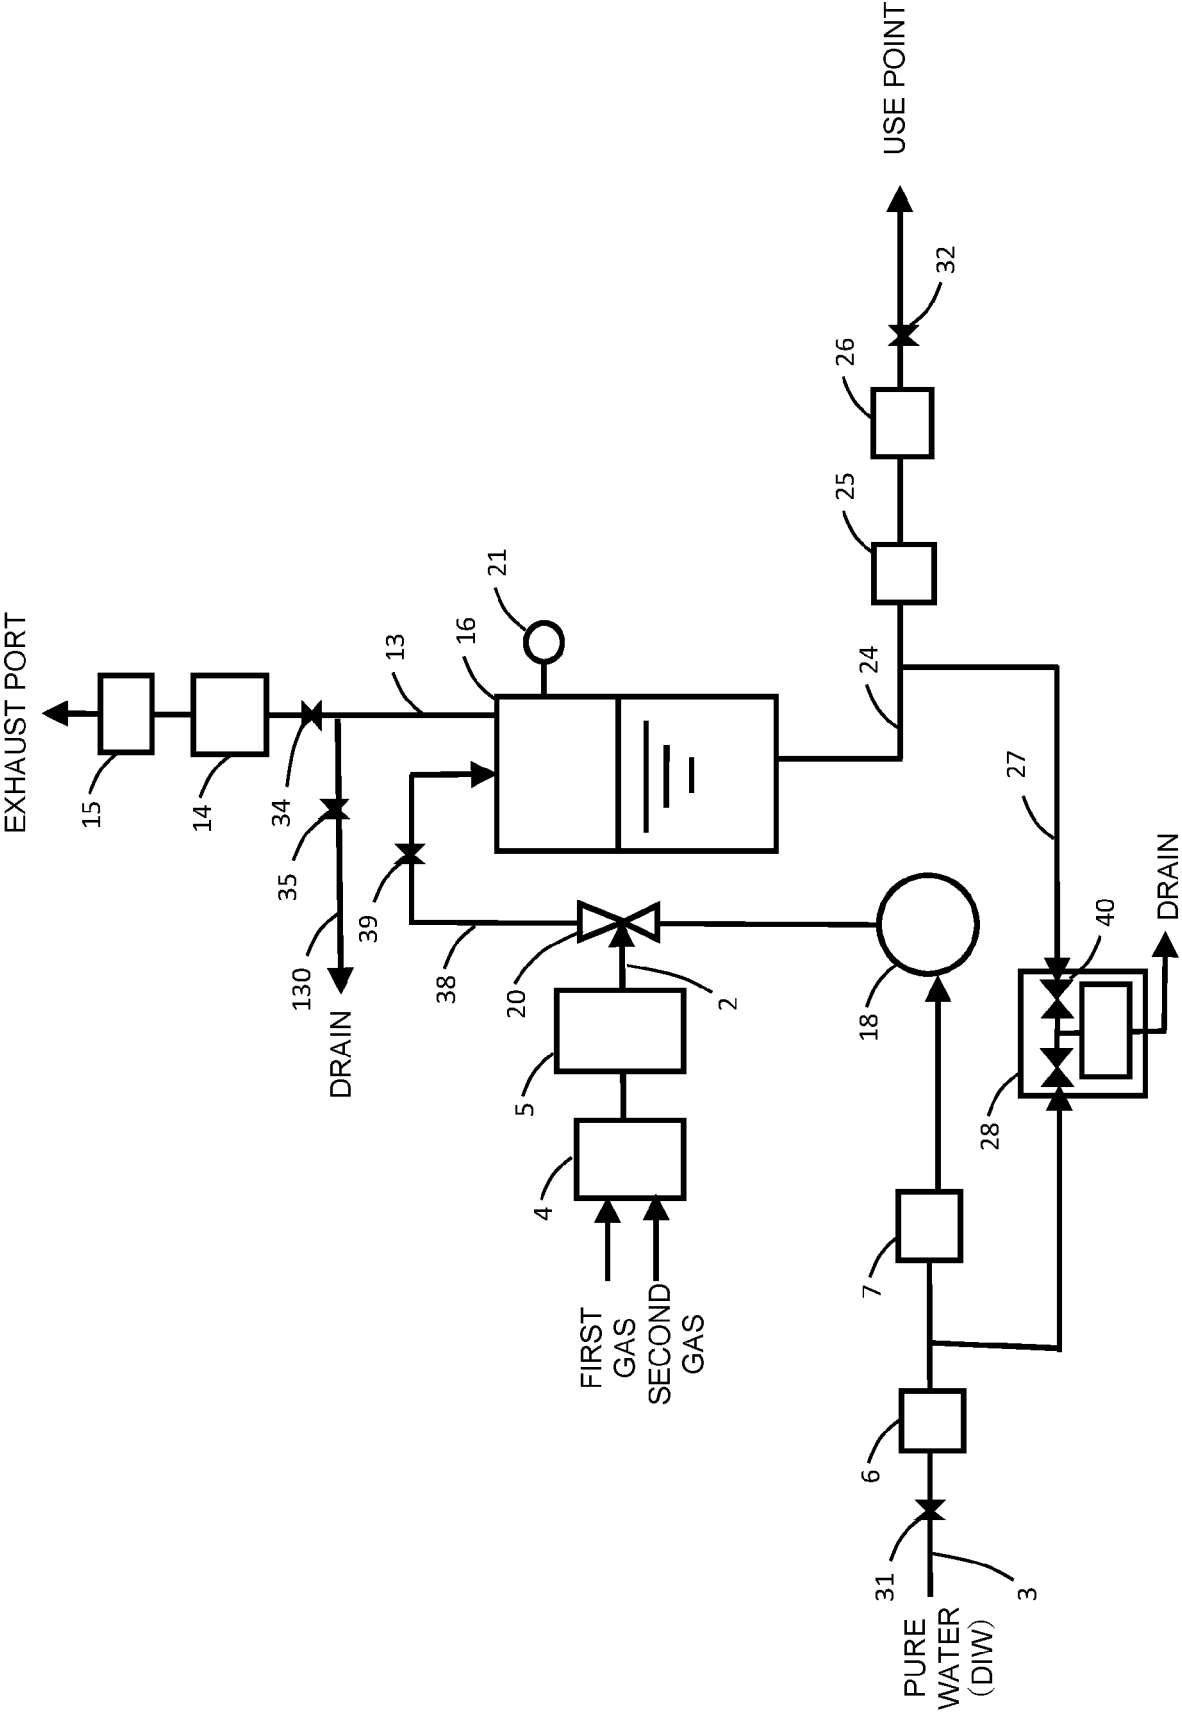 EXHAUST PORT
15
14
34
35
130
DRAIN
13
39
38
16
21
20
2
5
4
FIRST
GAS
SECOND
GAS
USE POINT
32
26
25
24
27
18
40
DRAIN
28
7
6
31
3
PURE
WATER
(DIW)